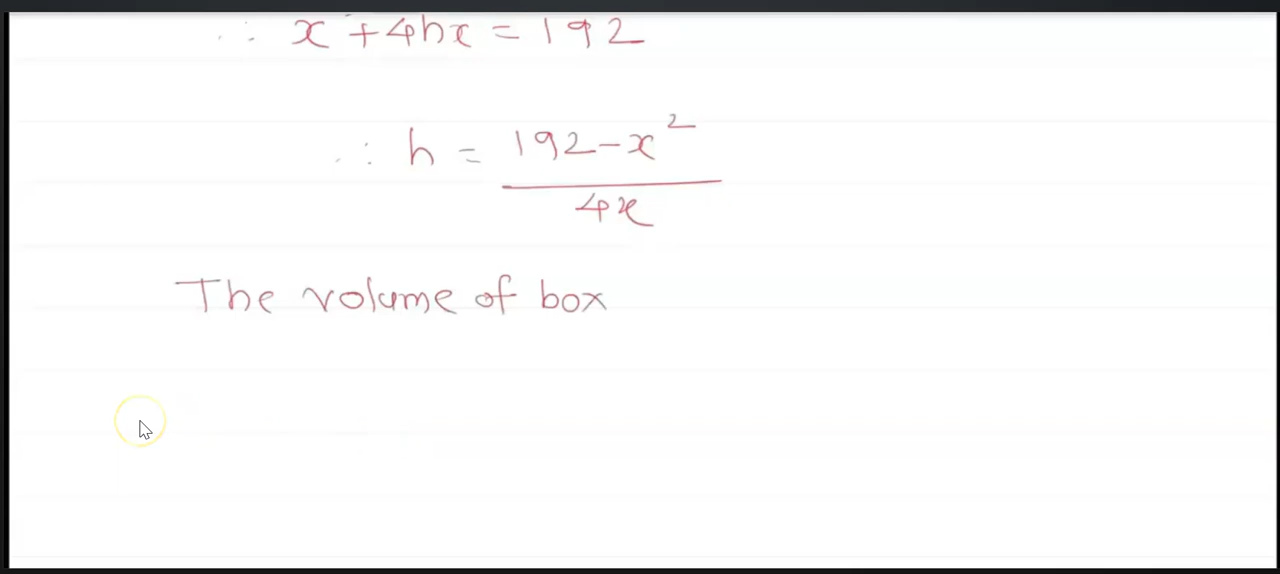 ∴ x² + 4hx = 192
∴ h = 192 - x² / 4x
The volume of box